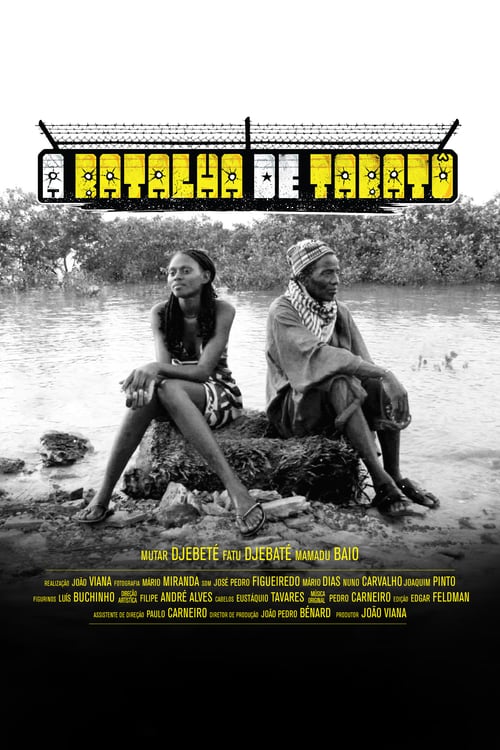 A BATALHA DE TABATÔ
MUTAR DJEBETÉ FATU DJEBATÉ MAMADU BAIO
REALIZAÇÃO JOÃO VIANA FOTOGRAFIA MÁRIO MIRANDA SOM JOSÉ PEDRO FIGUEIREDO MÁRIO DIAS NUNO CARVALHO JOAQUIM PINTO
FIGURINOS LUÍS BUCHINHO DIREÇÃO ARTÍSTICA FILIPE ANDRÉ ALVES CABELOS EUSTÁQUIO TAVARES MÚSICA ORIGINAL PEDRO CARNEIRO EDIÇÃO EDGAR FELDMAN
ASSISTENTE DE DIREÇÃO PAULO CARNEIRO DIRETOR DE PRODUÇÃO JOÃO PEDRO BÉNARD PRODUTOR JOÃO VIANA